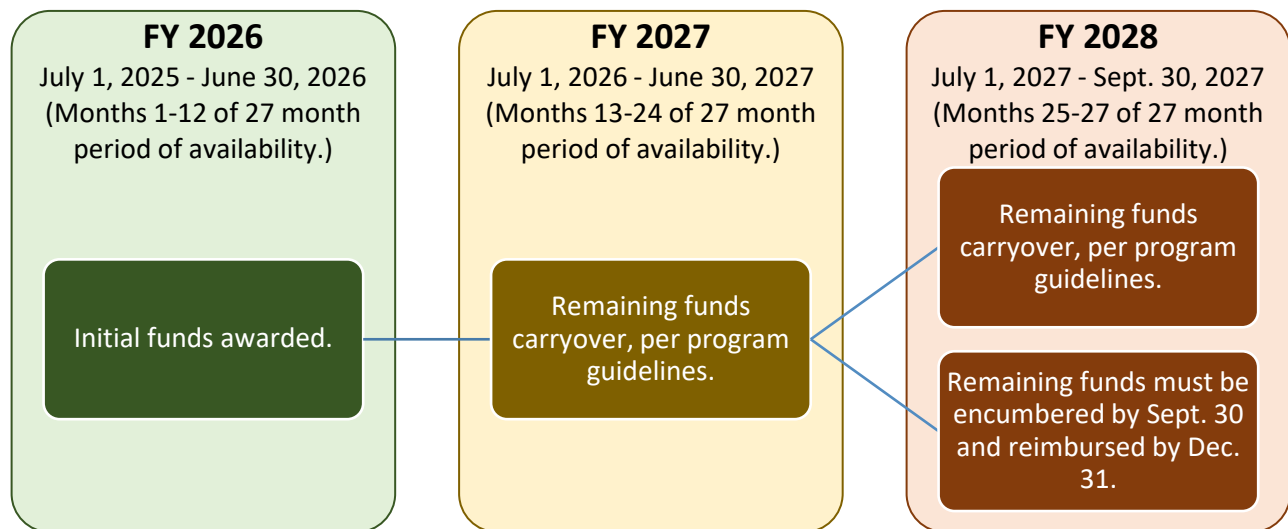 FY 2026
July 1, 2025 - June 30, 2026
(Months 1-12 of 27 month
period of availability.)
Initial funds awarded.
FY 2027
July 1, 2026 - June 30, 2027
(Months 13-24 of 27 month
period of availability.)
Remaining funds
carryover, per program
guidelines.
FY 2028
July 1, 2027 - Sept. 30, 2027
(Months 25-27 of 27 month
period of availability.)
Remaining funds
carryover, per program
guidelines.
Remaining funds must be
encumbered by Sept. 30
and reimbursed by Dec.
31.